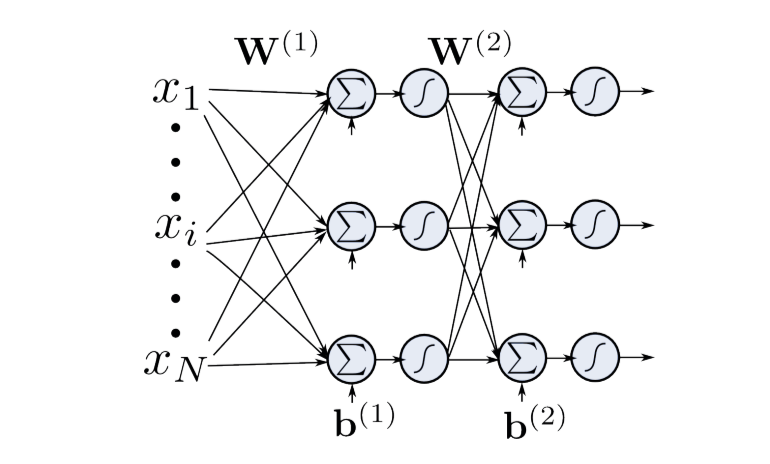 W(1) W(2)
x1 Σ ∫ Σ ∫
xi Σ ∫ Σ ∫
xN Σ ∫ Σ ∫
b(1) b(2)